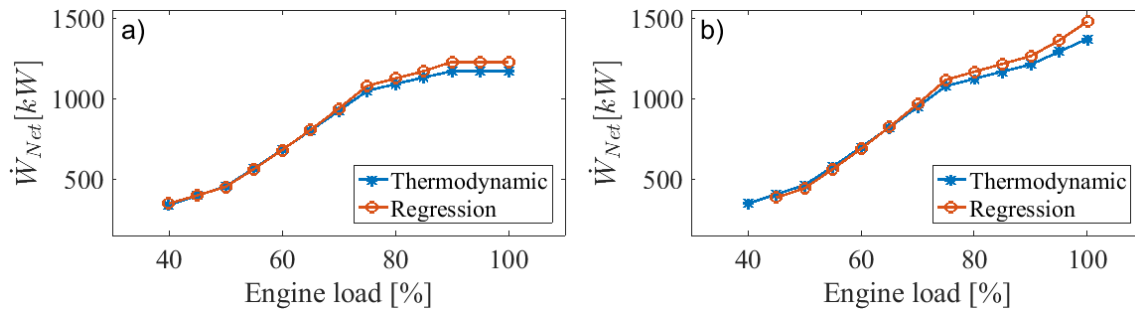 a)
1500
1000
500
Ẇ_Net[kW]
40 60 80 100
Engine load [%]
Thermodynamic
Regression
b)
1500
1000
500
Ẇ_Net[kW]
40 60 80 100
Engine load [%]
Thermodynamic
Regression